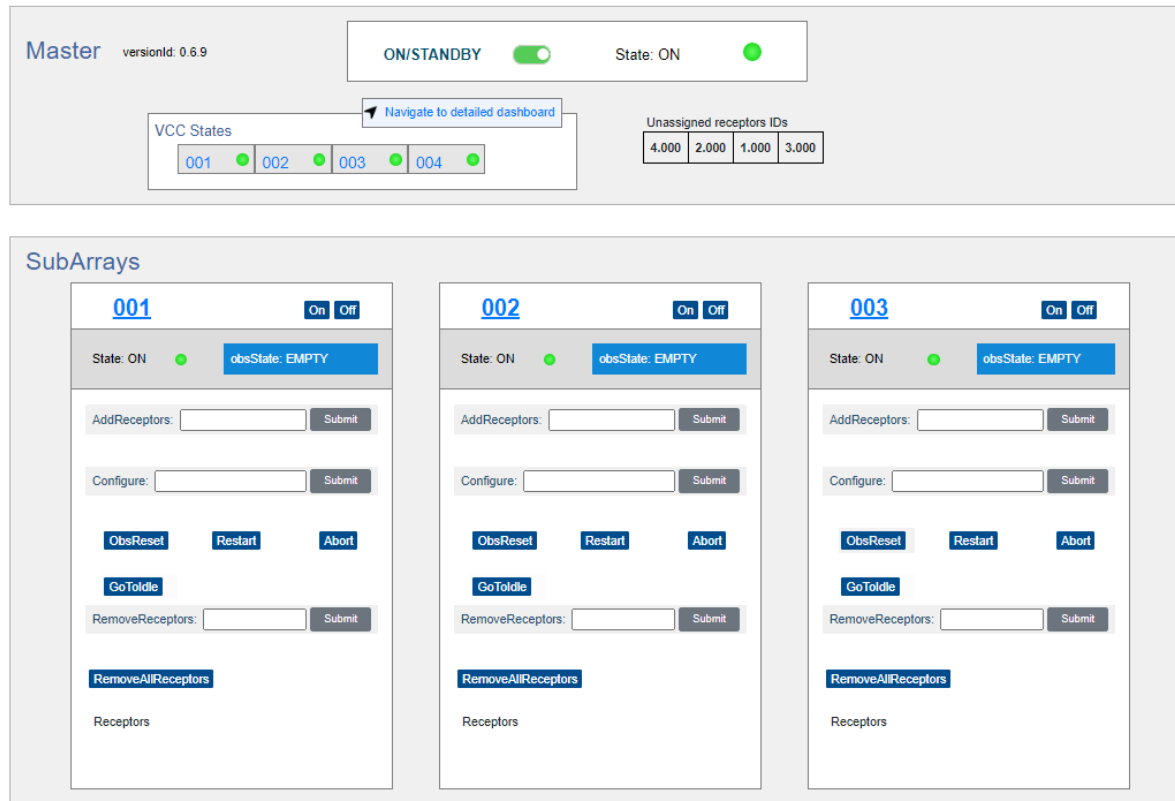 Master versionId: 0.6.9
ON/STANDBY State: ON
Navigate to detailed dashboard
VCC States
001 002 003 004
Unassigned receptors IDs
4.000 2.000 1.000 3.000
SubArrays
001 On Off
State: ON obsState: EMPTY
AddReceptors: Submit
Configure: Submit
ObsReset Restart Abort
GoToIdle
RemoveReceptors: Submit
RemoveAllReceptors
Receptors
002 On Off
State: ON obsState: EMPTY
AddReceptors: Submit
Configure: Submit
ObsReset Restart Abort
GoToIdle
RemoveReceptors: Submit
RemoveAllReceptors
Receptors
003 On Off
State: ON obsState: EMPTY
AddReceptors: Submit
Configure: Submit
ObsReset Restart Abort
GoToIdle
RemoveReceptors: Submit
RemoveAllReceptors
Receptors